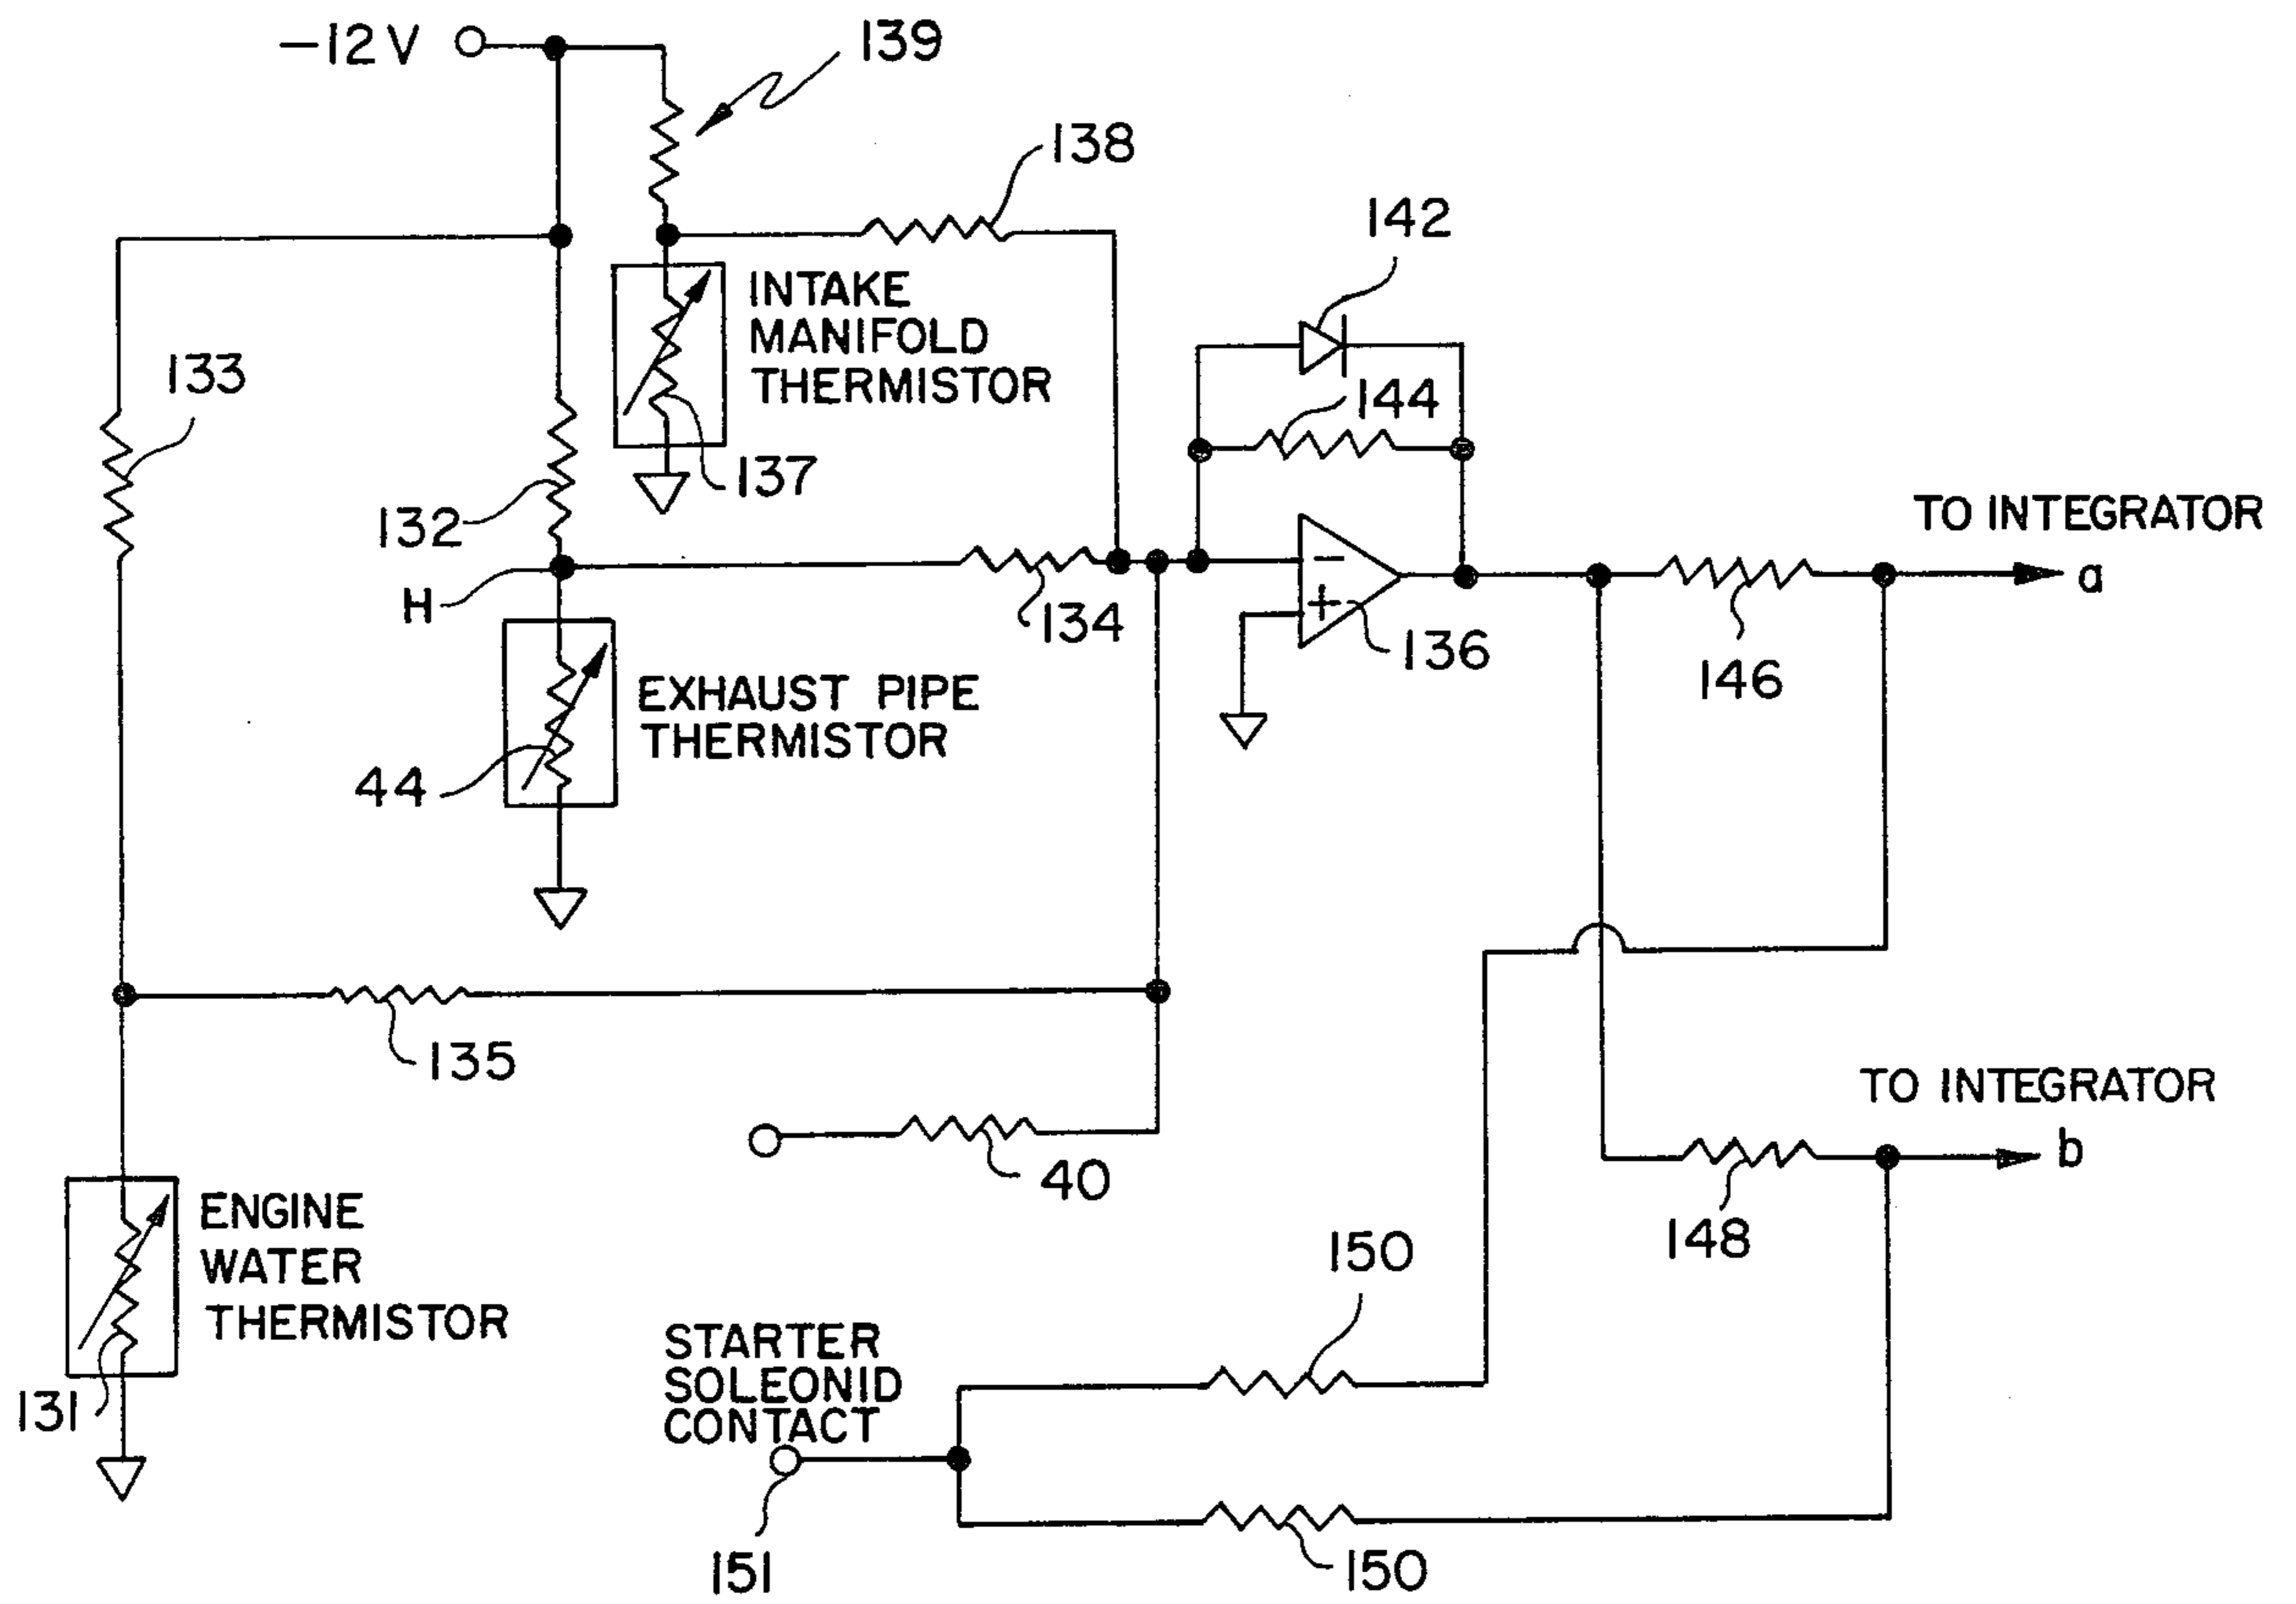 −12V
139
138
142
INTAKE
MANIFOLD
THERMISTOR
133
144
137
132
TO INTEGRATOR
a
H
134
−
+
136
146
EXHAUST PIPE
THERMISTOR
44
135
TO INTEGRATOR
b
40
148
ENGINE
WATER
THERMISTOR
131
150
STARTER
SOLEONID
CONTACT
151
150